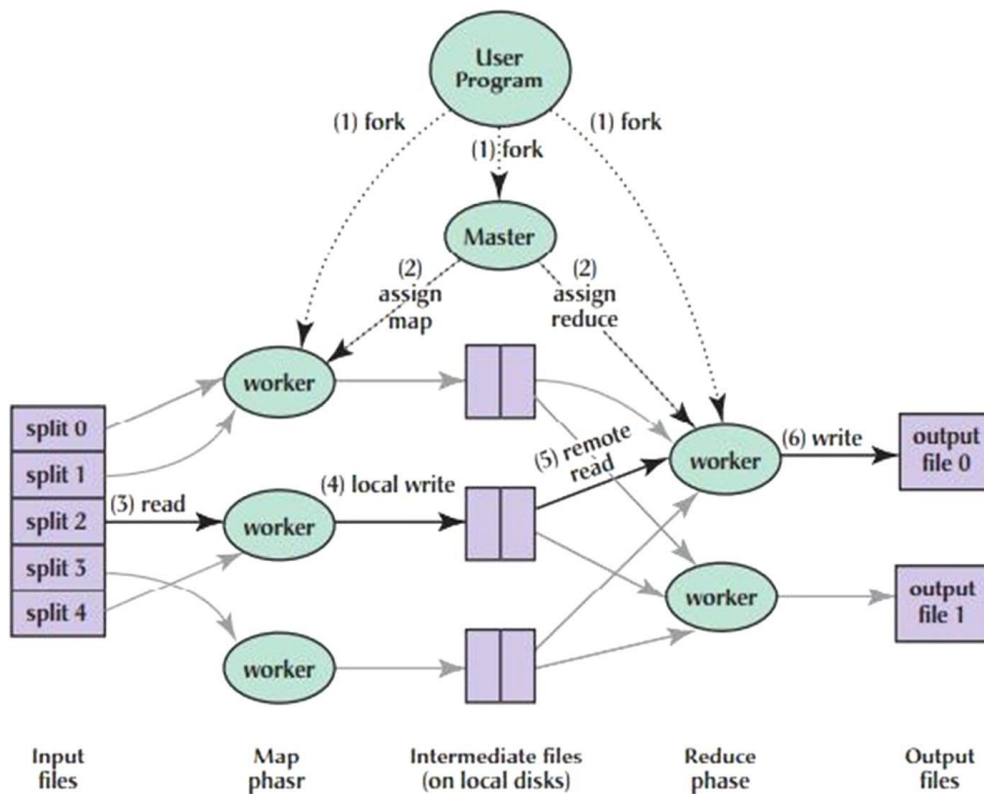 User
Program
(1) fork
(1) fork
(1) fork
Master
(2)
assign
map
(2)
assign
reduce
worker
split 0
split 1
split 2
split 3
split 4
(3) read
worker
(4) local write
(5) remote
read
worker
(6) write
output
file 0
worker
output
file 1
worker
Input
files
Map
phasr
Intermediate files
(on local disks)
Reduce
phase
Output
files